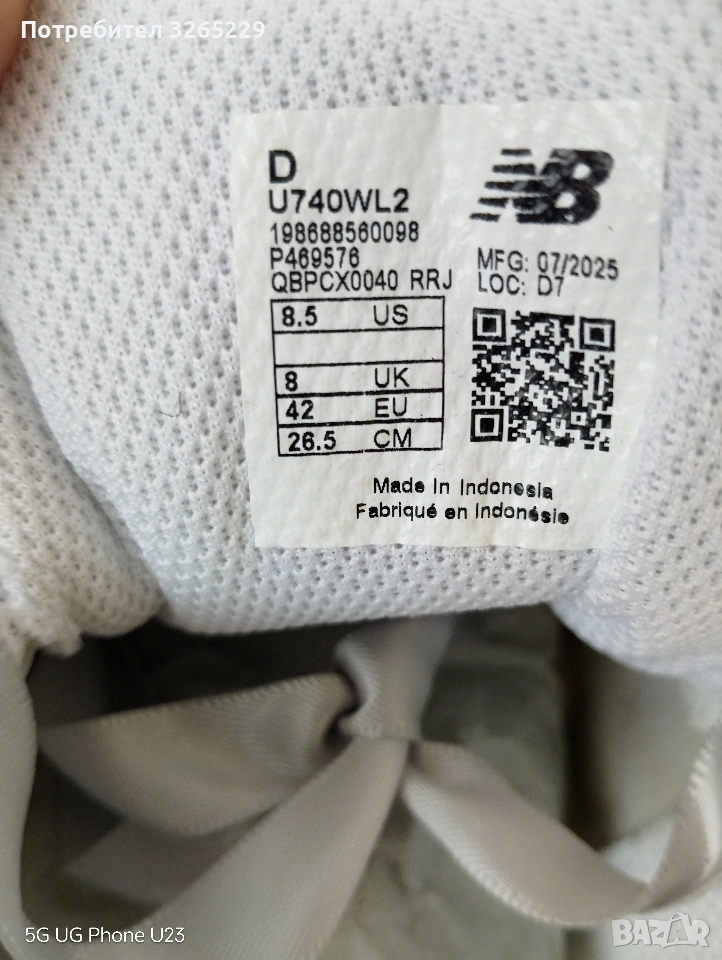 Потребител 3265229
D
U740WL2
198688560098
P469576
QBPCX0040 RRJ
NB
MFG: 07/2025
LOC: D7
8.5 US
8 UK
42 EU
26.5 CM
Made In Indonesia
Fabriqué en Indonésie
5G UG Phone U23
BAZAR